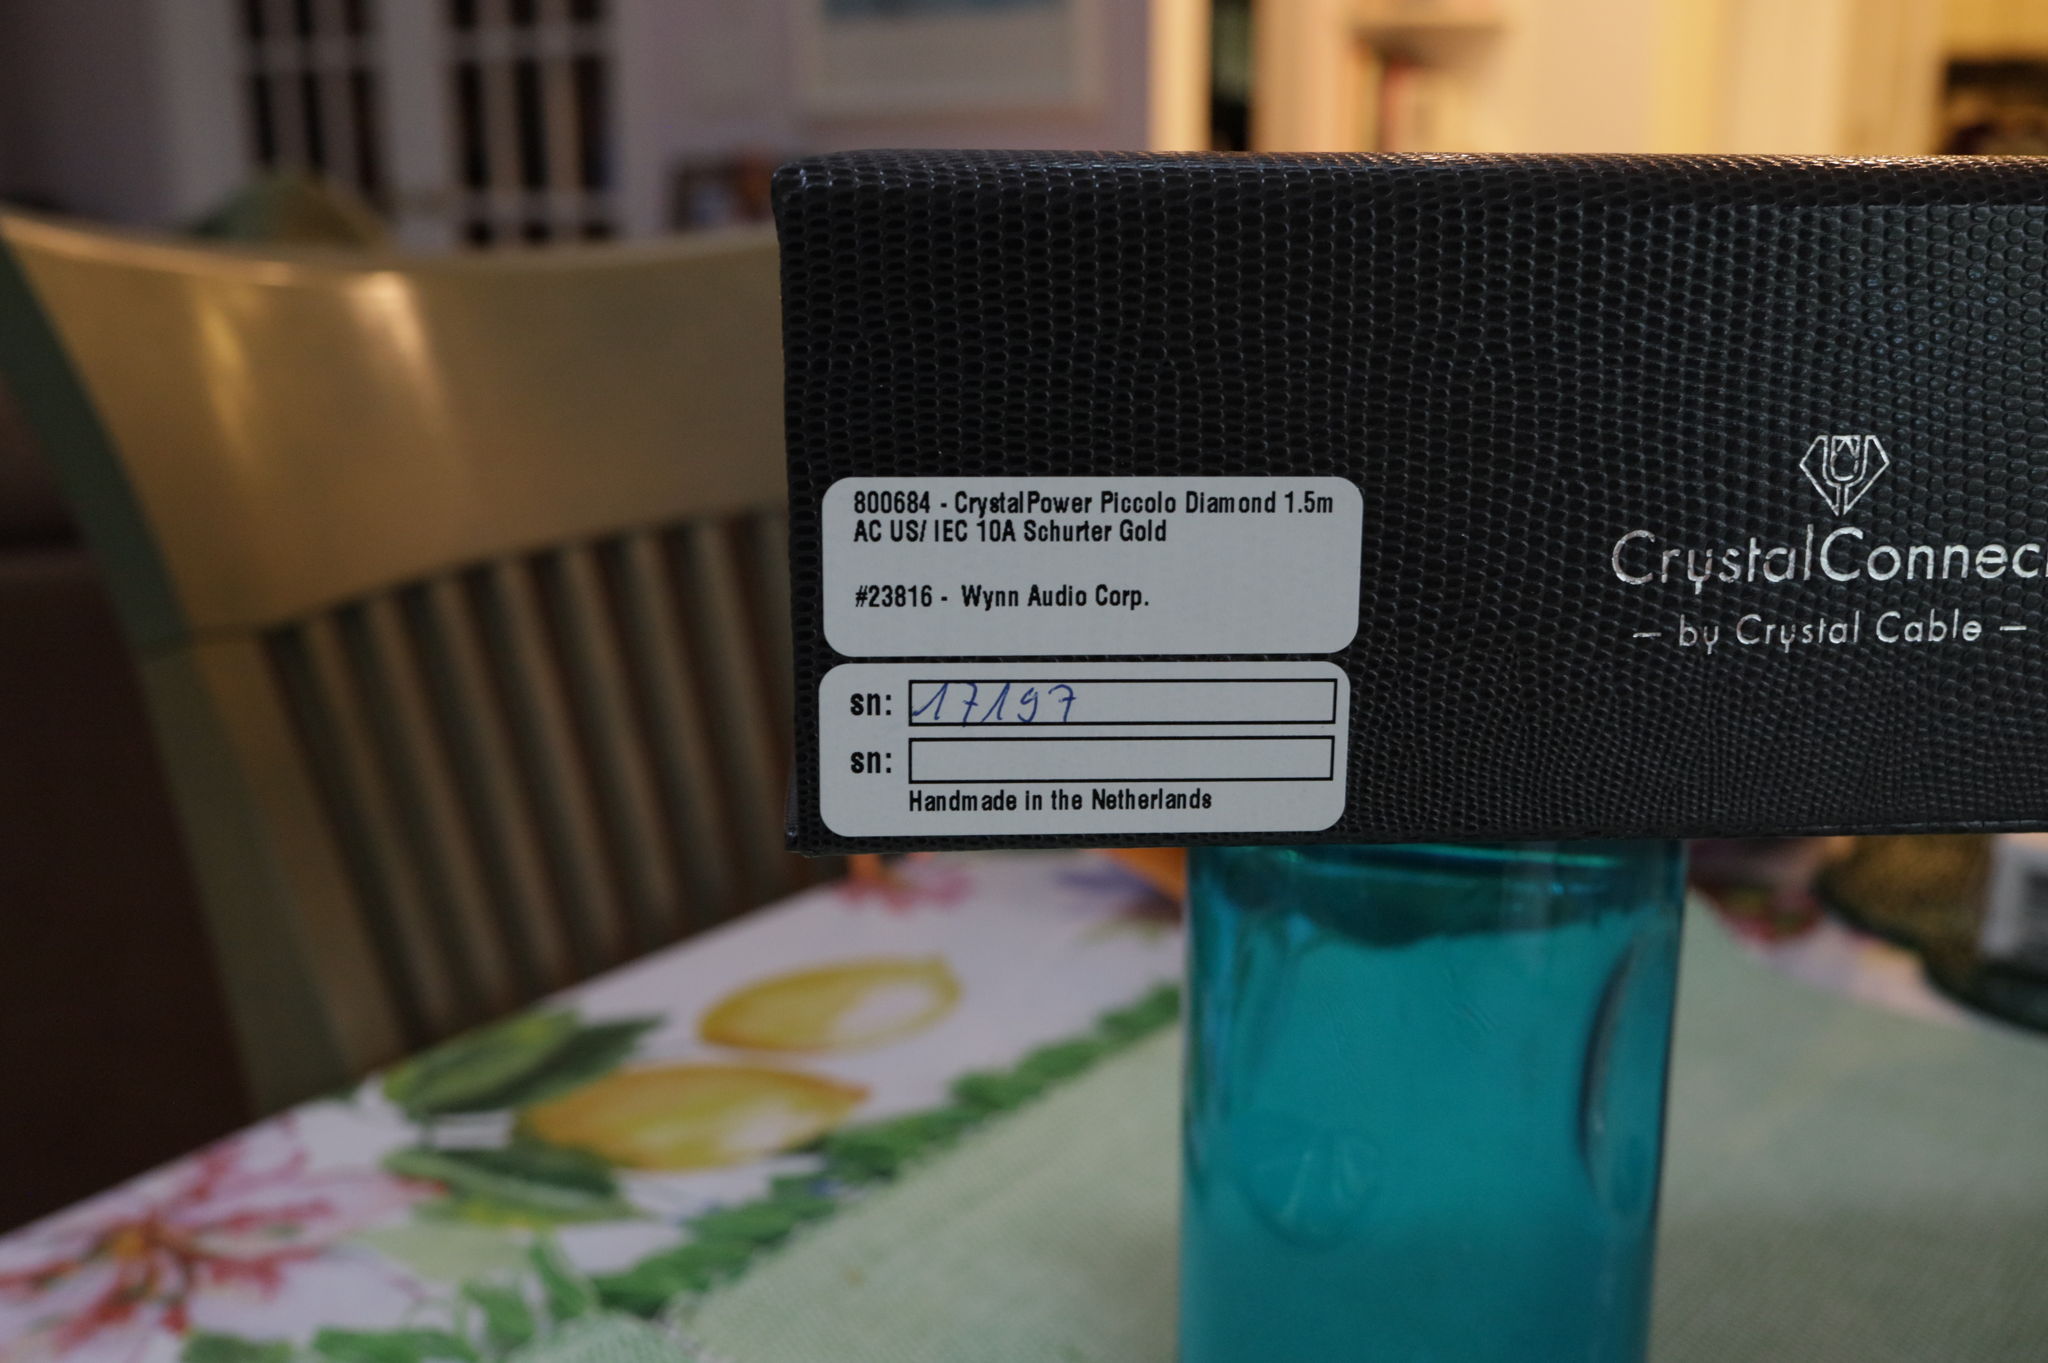 800684 - CrystalPower Piccolo Diamond 1.5m
AC US/ IEC 10A Schurter Gold
#23816 - Wynn Audio Corp.
sn: 17197
sn:
Handmade in the Netherlands
CrystalConnec
– by Crystal Cable –